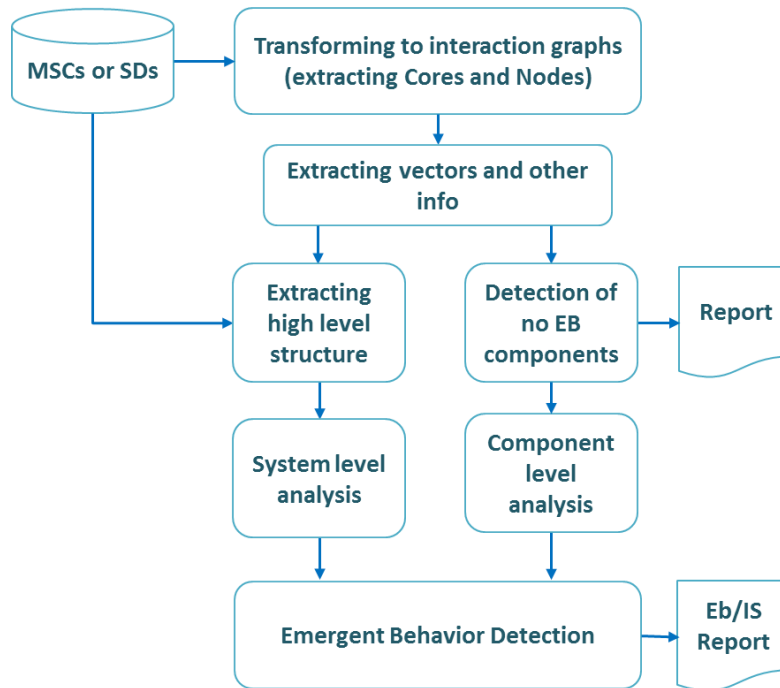 MSCs or SDs
Transforming to interaction graphs
(extracting Cores and Nodes)
Extracting vectors and other
info
Extracting
high level
structure
Detection of
no EB
components
Report
System level
analysis
Component
level
analysis
Emergent Behavior Detection
Eb/IS
Report